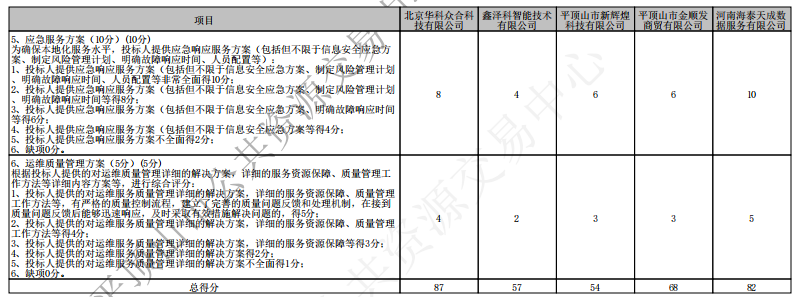 项目
北京华科众合科
技有限公司
鑫泽科智能技术
有限公司
平顶山市新辉煌
科技有限公司
平顶山市金顺发
商贸有限公司
河南海泰天成数
据服务有限公司
5、应急服务方案（10分）(10分)
为确保本地化服务水平，投标人提供应急响应服务方案（包括但不限于信息安全应急方
案、制定风险管理计划、明确故障响应时间、人员配置等）：
1、投标人提供应急响应服务方案（包括但不限于信息安全应急方案、制定风险管理计划
、明确故障响应时间、人员配置等非常全面得10分；
2、投标人提供应急响应服务方案（包括但不限于信息安全应急方案、制定风险管理计划
、明确故障响应时间等得8分；
3、投标人提供应急响应服务方案（包括但不限于信息安全应急方案、明确故障响应时间
等得6分；
4、投标人提供应急响应服务方案（包括但不限于信息安全应急方案等得4分；
5、投标人提供应急响应服务方案不全面得2分；
6、缺项0分。
8
4
6
6
10
6、运维质量管理方案（5分）(5分)
根据投标人提供的对运维质量管理详细的解决方案，详细的服务资源保障、质量管理工
作方法等详细内容方案等，进行综合评分：
1、投标人提供的对运维服务质量管理详细的解决方案，详细的服务资源保障、质量管理
工作方法等，有严格的质量控制流程，建立了完善的质量问题反馈和处理机制，在接到
质量问题反馈后能够迅速响应，及时采取有效措施解决问题的，得5分；
2、投标人提供的对运维服务质量管理详细的解决方案，详细的服务资源保障、质量管理
工作方法等得4分；
3、投标人提供的对运维服务质量管理详细的解决方案，详细的服务资源保障等得3分；
4、投标人提供的对运维服务质量管理详细的解决方案得2分；
5、投标人提供的对运维服务质量管理详细的解决方案不全面得1分；
6、缺项0分。
4
2
3
3
5
总得分
87
57
54
68
82
平顶山市公共资源交易中心